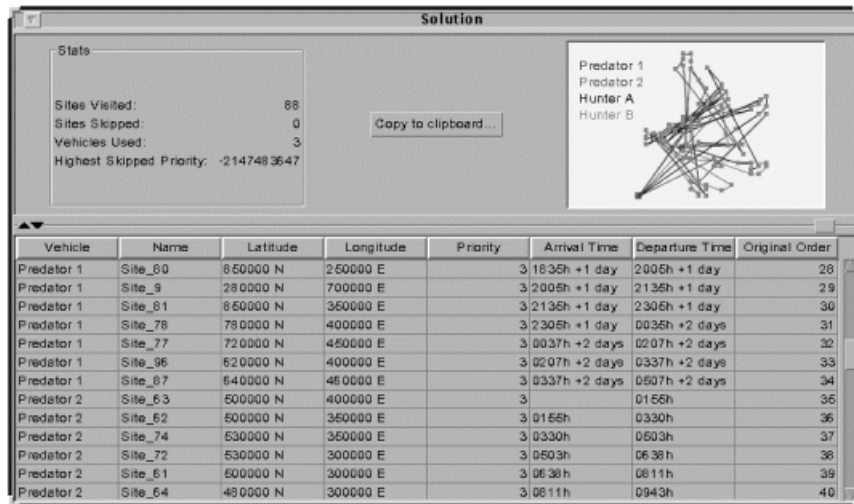 Solution
Stats
Sites Visited: 88
Sites Skipped: 0
Vehicles Used: 3
Highest Skipped Priority: -2147483647
Copy to clipboard...
Predator 1
Predator 2
Hunter A
Hunter B
Vehicle Name Latitude Longitude Priority Arrival Time Departure Time Original Order
Predator 1 Site_80 850000 N 250000 E 3 1835h +1 day 2005h +1 day 28
Predator 1 Site_9 280000 N 700000 E 3 2005h +1 day 2135h +1 day 29
Predator 1 Site_81 850000 N 350000 E 3 2135h +1 day 2305h +1 day 30
Predator 1 Site_78 780000 N 400000 E 3 2305h +1 day 0035h +2 days 31
Predator 1 Site_77 720000 N 450000 E 3 0037h +2 days 0207h +2 days 32
Predator 1 Site_96 620000 N 400000 E 3 0207h +2 days 0337h +2 days 33
Predator 1 Site_87 640000 N 450000 E 3 0337h +2 days 0507h +2 days 34
Predator 2 Site_63 500000 N 400000 E 3 0155h 35
Predator 2 Site_62 500000 N 350000 E 3 0155h 0330h 36
Predator 2 Site_74 530000 N 350000 E 3 0330h 0503h 37
Predator 2 Site_72 530000 N 300000 E 3 0503h 0638h 38
Predator 2 Site_61 500000 N 300000 E 3 0638h 0811h 39
Predator 2 Site_64 480000 N 300000 E 3 0811h 0943h 40